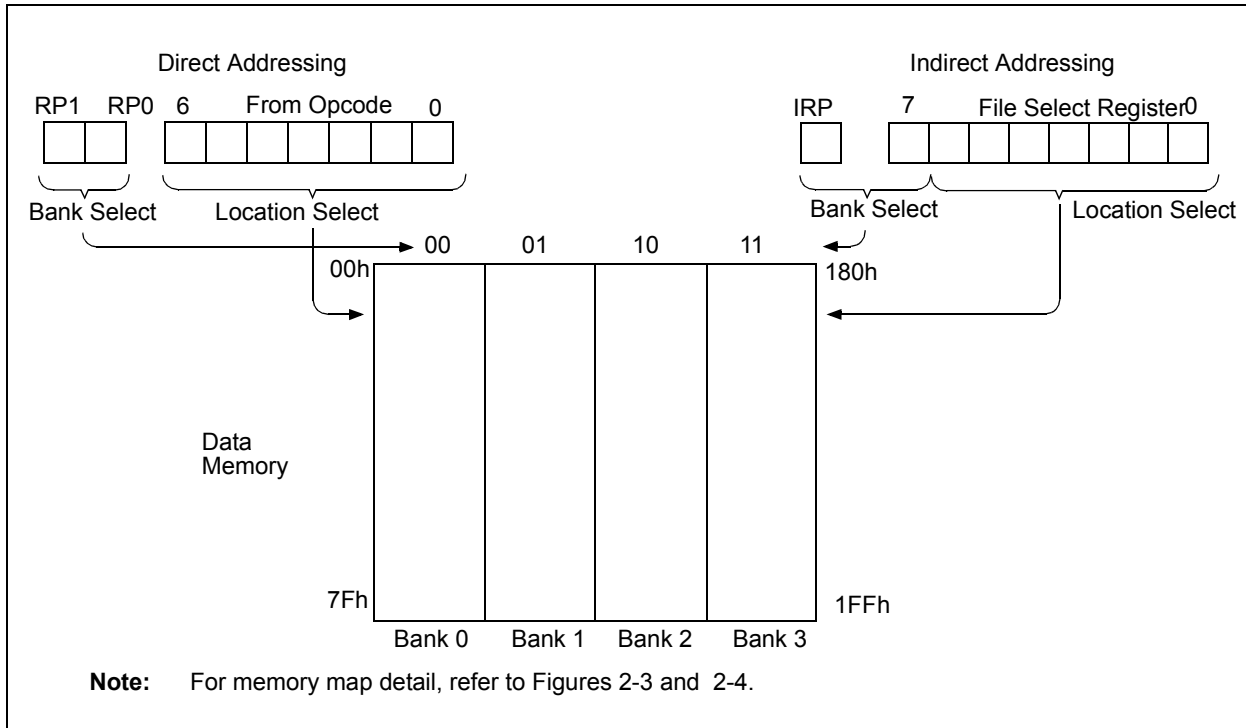 Direct Addressing
Indirect Addressing
RP1 RP0 6 From Opcode 0
IRP 7 File Select Register0
Bank Select Location Select
Bank Select Location Select
00 01 10 11
00h 180h
Data
Memory
7Fh 1FFh
Bank 0 Bank 1 Bank 2 Bank 3
Note: For memory map detail, refer to Figures 2-3 and 2-4.